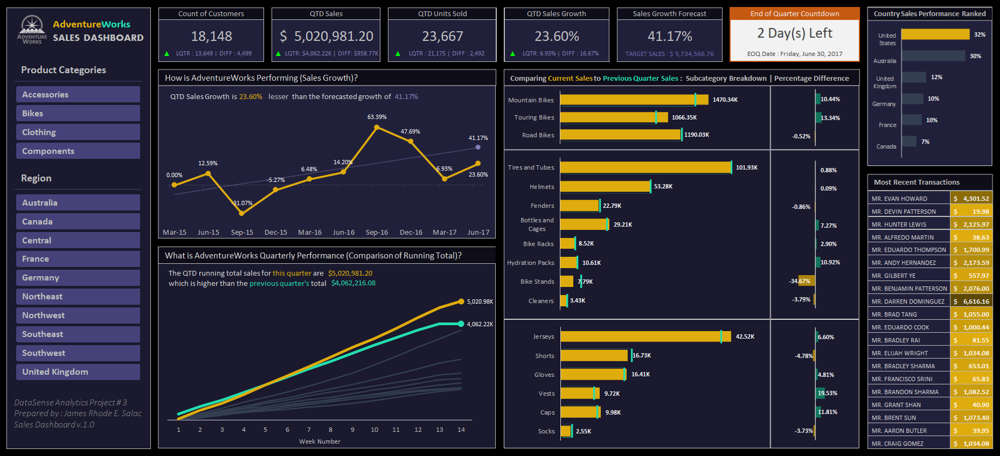 ADVENTURE WORKS
AdventureWorks
SALES DASHBOARD
Product Categories
Accessories
Bikes
Clothing
Components
Region
Australia
Canada
Central
France
Germany
Northeast
Northwest
Southeast
Southwest
United Kingdom
DataSense Analytics Project # 3
Prepared by : James Rhode E. Salac
Sales Dashboard v.1.0
Count of Customers
18,148
▲ LQTR : 13,649 | DIFF : 4,499
QTD Sales
$ 5,020,981.20
▲ LQTR: $4,062.22K | DIFF: $958.77K
QTD Units Sold
23,667
▲ LQTR : 21,175 | DIFF : 2,492
QTD Sales Growth
23.60%
▲ LQTR: 6.93% | DIFF : 16.67%
Sales Growth Forecast
41.17%
TARGET SALES : $ 5,734,566.76
End of Quarter Countdown
2 Day(s) Left
EOQ Date : Friday, June 30, 2017
How is AdventureWorks Performing (Sales Growth)?
QTD Sales Growth is 23.60% lesser than the forecasted growth of 41.17%
0.00%
12.59%
-31.07%
-5.27%
6.48%
14.20%
63.39%
47.69%
6.93%
41.17%
23.60%
Mar-15 Jun-15 Sep-15 Dec-15 Mar-16 Jun-16 Sep-16 Dec-16 Mar-17 Jun-17
What is AdventureWorks Quarterly Performance (Comparison of Running Total)?
The QTD running total sales for this quarter are $5,020,981.20
which is higher than the previous quarter's total $4,062,216.08
5,020.98K
4,062.22K
1 2 3 4 5 6 7 8 9 10 11 12 13 14
Week Number
Comparing Current Sales to Previous Quarter Sales : Subcategory Breakdown | Percentage Difference
Mountain Bikes 1470.34K 10.44%
Touring Bikes 1066.35K 13.34%
Road Bikes 1190.03K -0.52%
Tires and Tubes 101.93K 0.88%
Helmets 53.28K 0.09%
Fenders 22.79K -0.86%
Bottles and
Cages 29.21K 7.27%
Bike Racks 8.52K 2.90%
Hydration Packs 10.61K 10.92%
Bike Stands 7.79K -34.67%
Cleaners 3.43K -3.79%
Jerseys 42.52K 6.60%
Shorts 16.73K -4.78%
Gloves 16.41K 4.81%
Vests 9.72K 19.53%
Caps 9.98K 11.81%
Socks 2.55K -3.73%
Country Sales Performance Ranked
United
States 32%
Australia 30%
United
Kingdom 12%
Germany 10%
France 10%
Canada 7%
Most Recent Transactions
MR. EVAN HOWARD $ 4,301.52
MR. DEVIN PATTERSON $ 19.98
MR. HUNTER LEWIS $ 2,125.97
MR. ALFREDO MARTIN $ 38.63
MR. EDUARDO THOMPSON $ 1,700.99
MR. ANDY HERNANDEZ $ 2,173.59
MR. GILBERT YE $ 557.97
MR. BENJAMIN PATTERSON $ 2,076.00
MR. DARREN DOMINGUEZ $ 6,616.16
MR. BRAD TANG $ 1,055.00
MR. EDUARDO COOK $ 1,000.44
MR. BRADLEY RAI $ 81.55
MR. ELIJAH WRIGHT $ 1,034.08
MR. BRADLEY SHARMA $ 653.01
MR. FRANCISCO SRINI $ 65.83
MR. BRANDON SHARMA $ 1,082.52
MR. GRANT SHAN $ 40.90
MR. BRENT SUN $ 1,073.40
MR. AARON BUTLER $ 39.95
MR. CRAIG GOMEZ $ 1,034.08